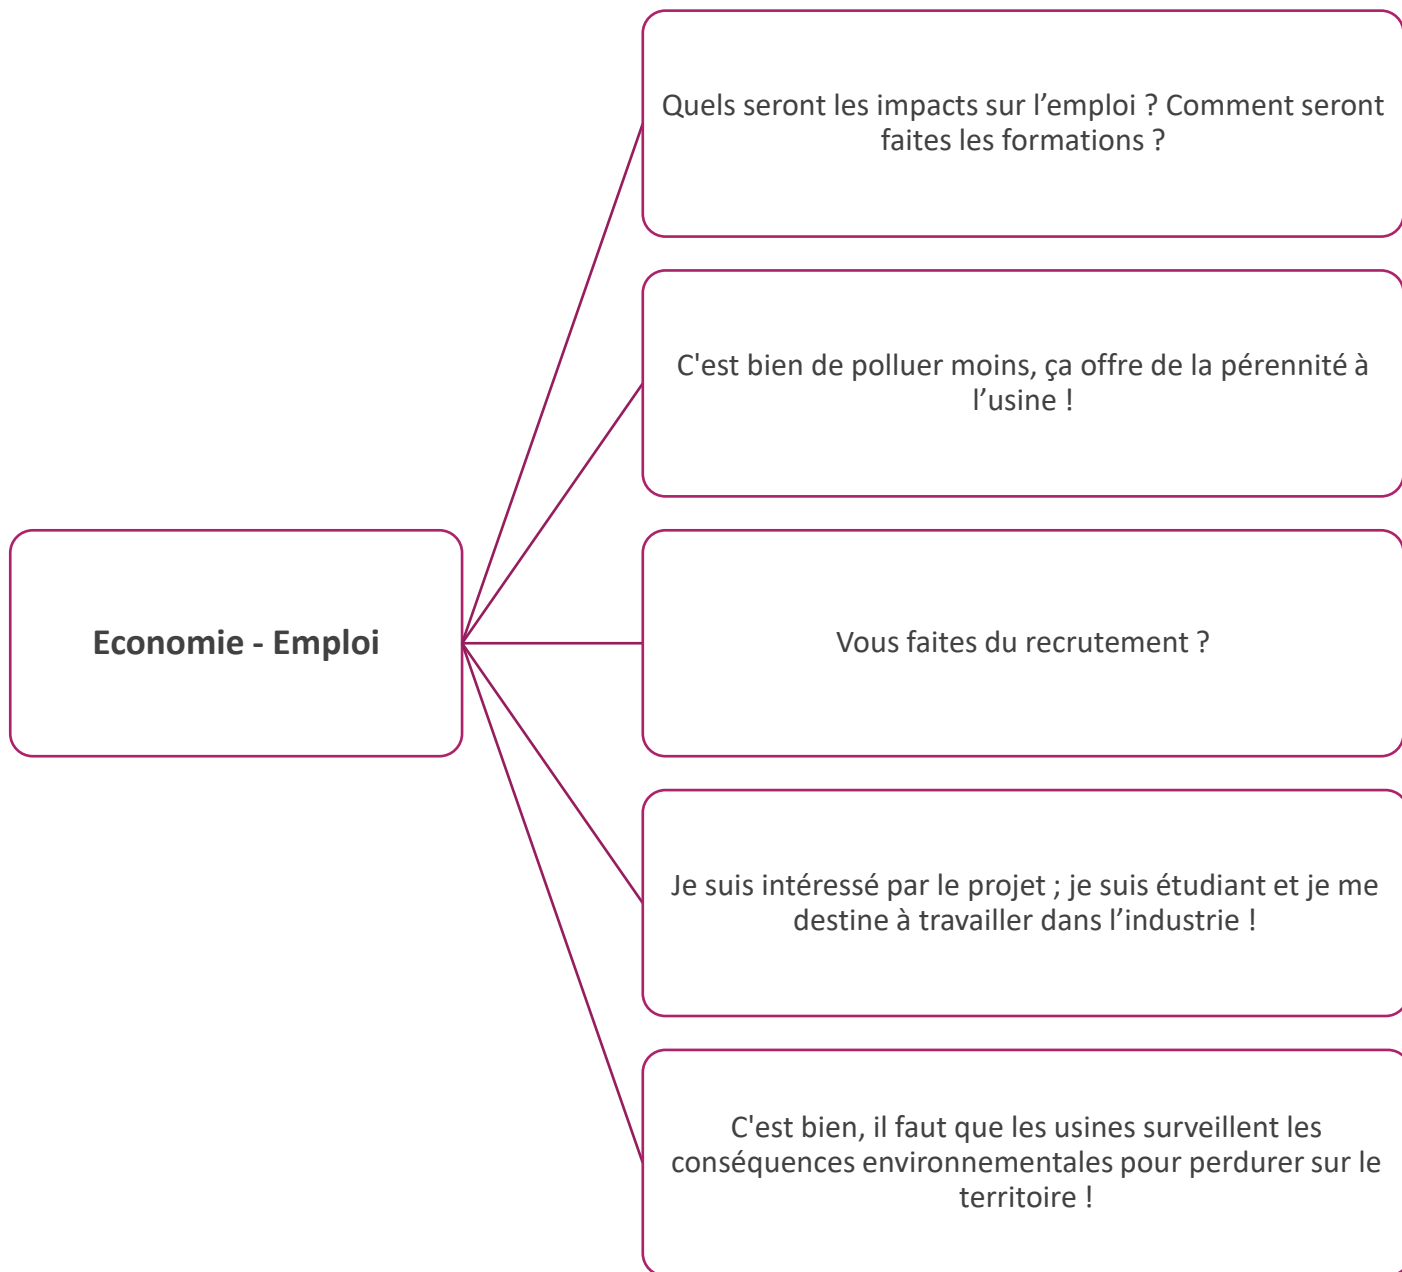 Quels seront les impacts sur l’emploi ? Comment seront
faites les formations ?
C'est bien de polluer moins, ça offre de la pérennité à
l’usine !
Economie - Emploi
Vous faites du recrutement ?
Je suis intéressé par le projet ; je suis étudiant et je me
destine à travailler dans l’industrie !
C'est bien, il faut que les usines surveillent les
conséquences environnementales pour perdurer sur le
territoire !